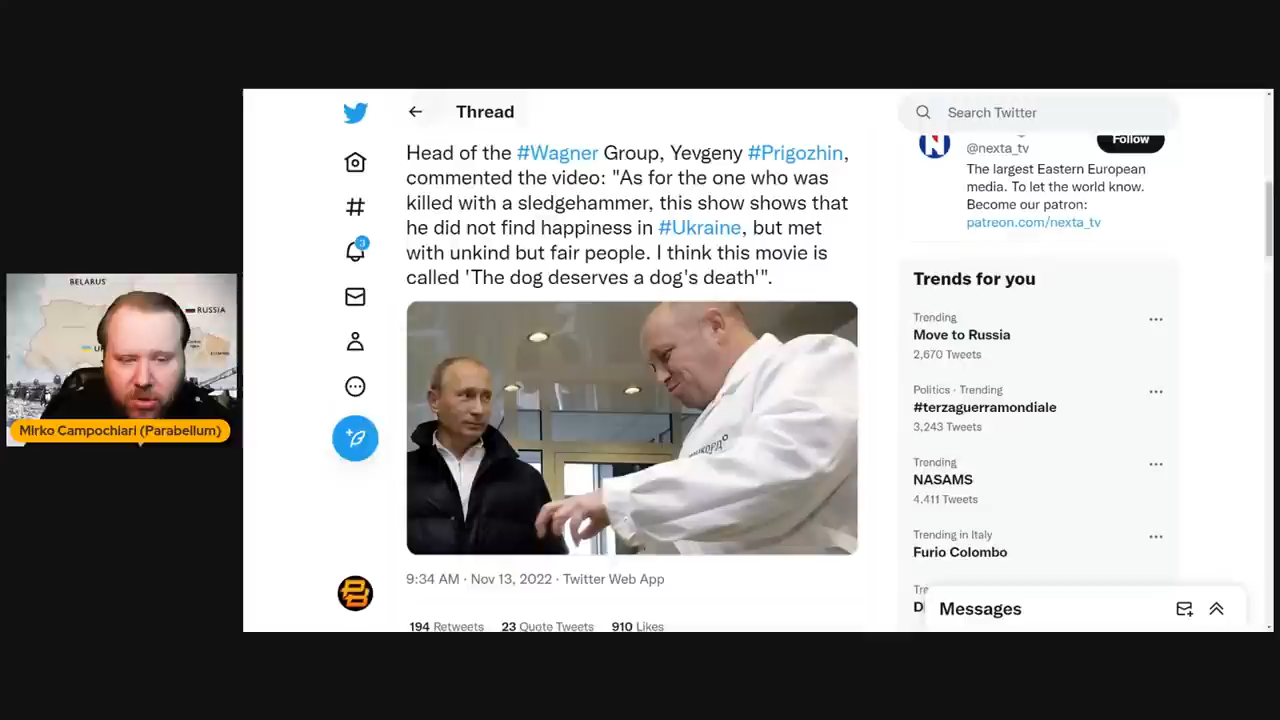 Thread
Search Twitter
Head of the #Wagner Group, Yevgeny #Prigozhin,
commented the video: "As for the one who was
killed with a sledgehammer, this show shows that
he did not find happiness in #Ukraine, but met
with unkind but fair people. I think this movie is
called 'The dog deserves a dog's death'".
9:34 AM · Nov 13, 2022 · Twitter Web App
194 Retweets 23 Quote Tweets 910 Likes
3
@nexta_tv
Follow
The largest Eastern European
media. To let the world know.
Become our patron:
patreon.com/nexta_tv
Trends for you
Trending
Move to Russia
2,670 Tweets
Politics · Trending
#terzaguerramondiale
3,243 Tweets
Trending
NASAMS
4,411 Tweets
Trending in Italy
Furio Colombo
Messages
BELARUS
RUSSIA
Mirko Campochiari (Parabellum)